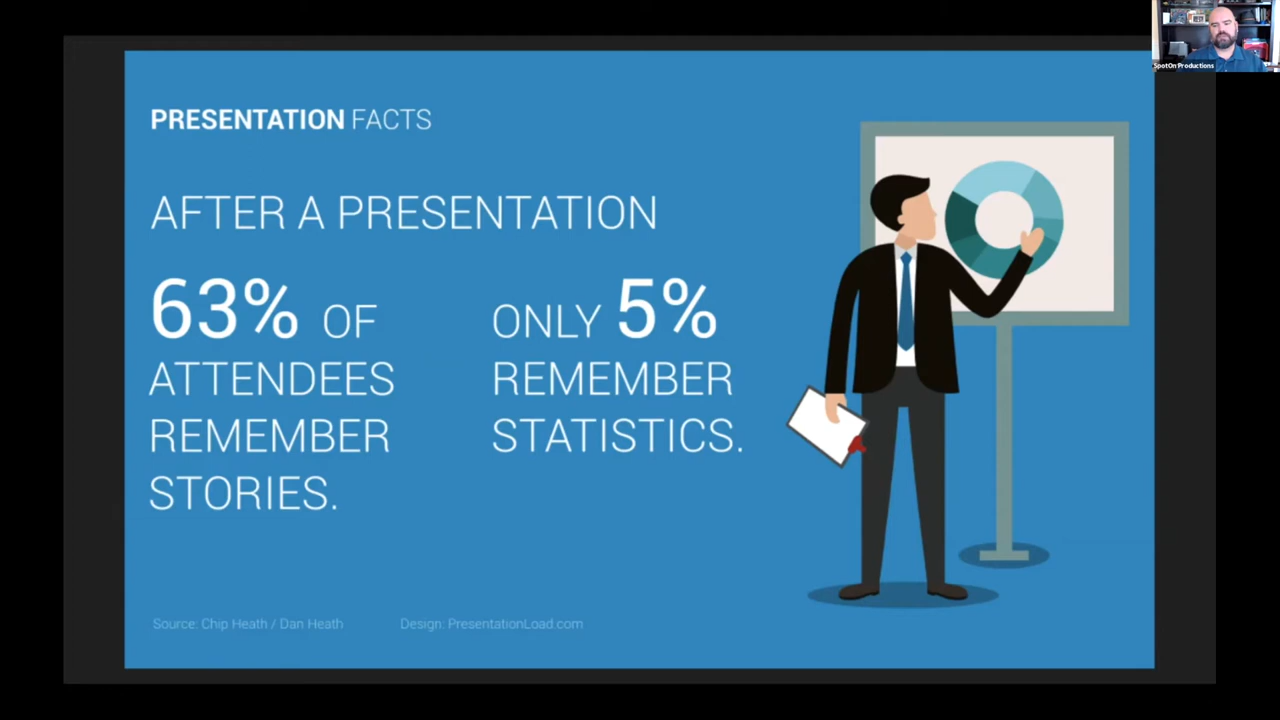 PRESENTATION FACTS
AFTER A PRESENTATION
63% OF
ATTENDEES
REMEMBER
STORIES.
ONLY 5%
REMEMBER
STATISTICS.
Source: Chip Heath / Dan Heath
Design: PresentationLoad.com
SpotOn Productions